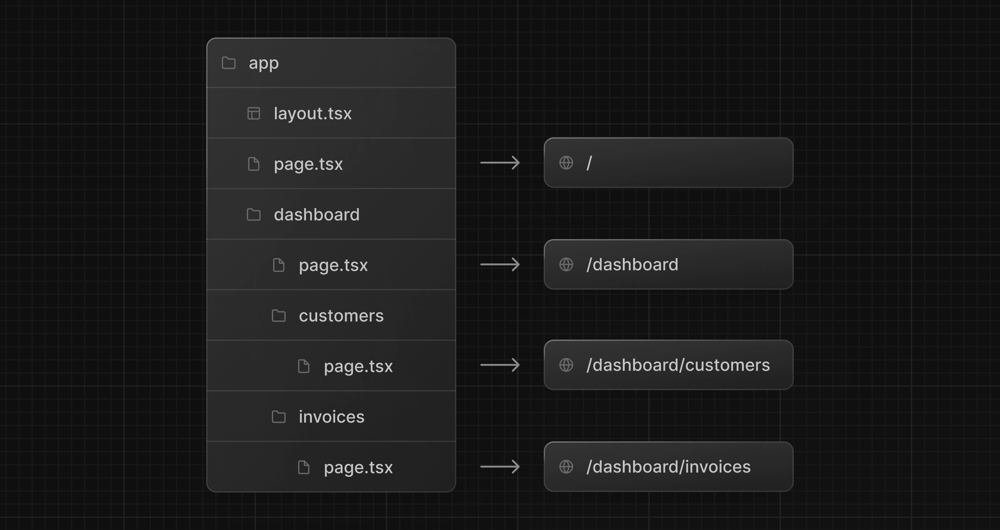 app
layout.tsx
page.tsx
/
dashboard
page.tsx
/dashboard
customers
page.tsx
/dashboard/customers
invoices
page.tsx
/dashboard/invoices